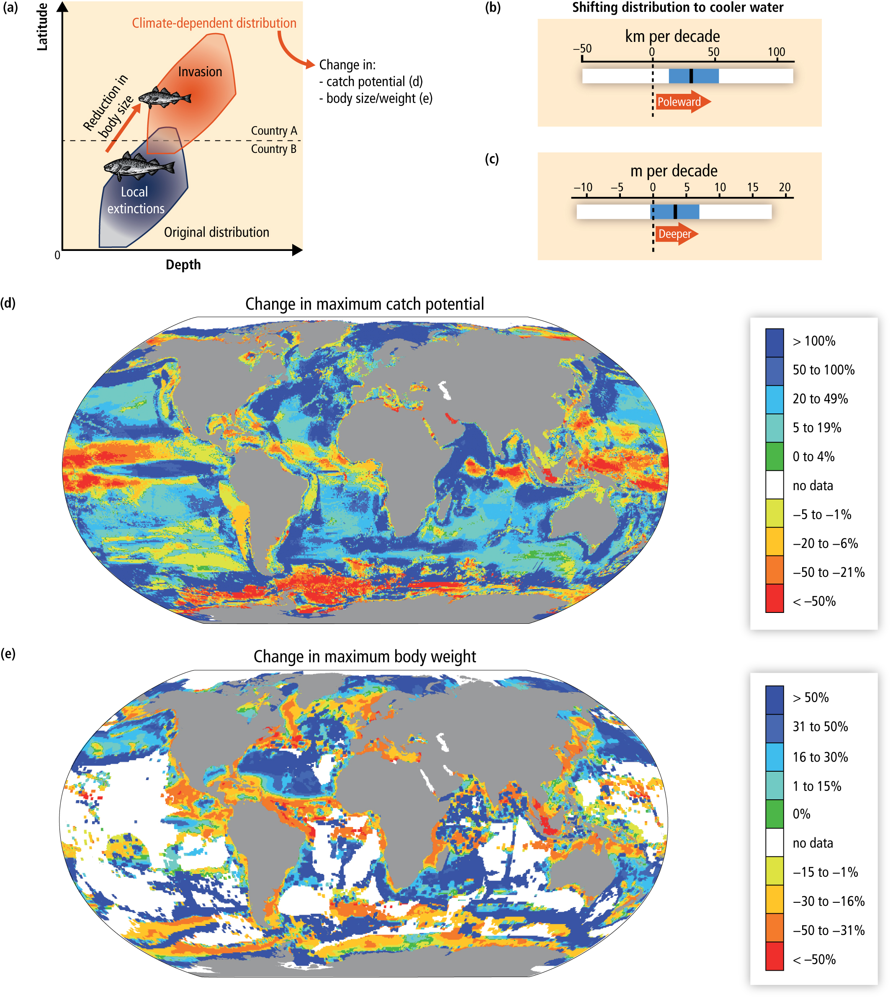 (a)
Latitude
Climate-dependent distribution
Invasion
Reduction in
body size
Change in:
- catch potential (d)
- body size/weight (e)
Country A
Country B
Local
extinctions
Original distribution
0
Depth
(b)
Shifting distribution to cooler water
km per decade
–50 0 50 100
Poleward
(c)
m per decade
–10 –5 0 5 10 15 20
Deeper
(d)
Change in maximum catch potential
> 100%
50 to 100%
20 to 49%
5 to 19%
0 to 4%
no data
–5 to –1%
–20 to –6%
–50 to –21%
< –50%
(e)
Change in maximum body weight
> 50%
31 to 50%
16 to 30%
1 to 15%
0%
no data
–15 to –1%
–30 to –16%
–50 to –31%
< –50%